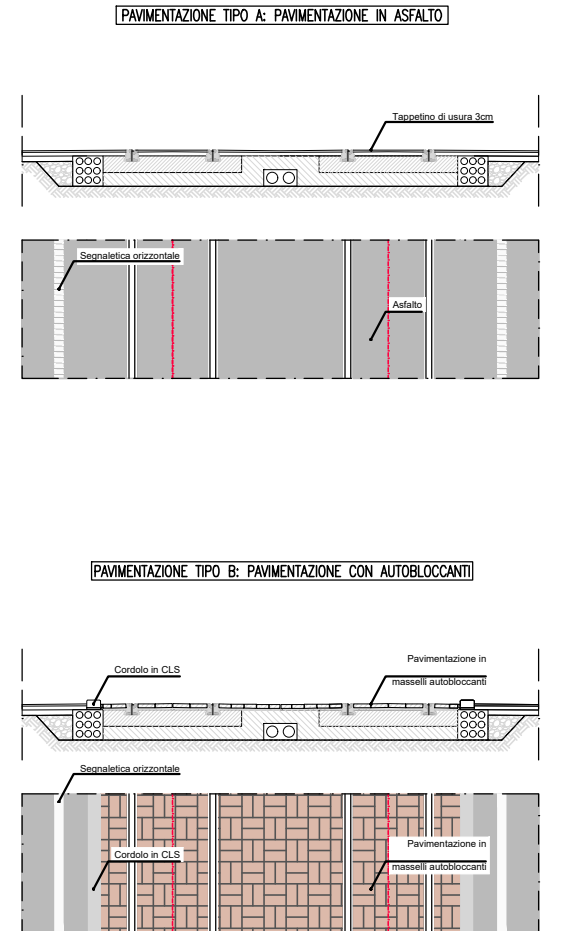 PAVIMENTAZIONE TIPO A: PAVIMENTAZIONE IN ASFALTO
Tappetino di usura 3cm
Segnaletica orizzontale
Asfalto
PAVIMENTAZIONE TIPO B: PAVIMENTAZIONE CON AUTOBLOCCANTI
Cordolo in CLS
Pavimentazione in
masselli autobloccanti
Segnaletica orizzontale
Cordolo in CLS
Pavimentazione in
masselli autobloccanti